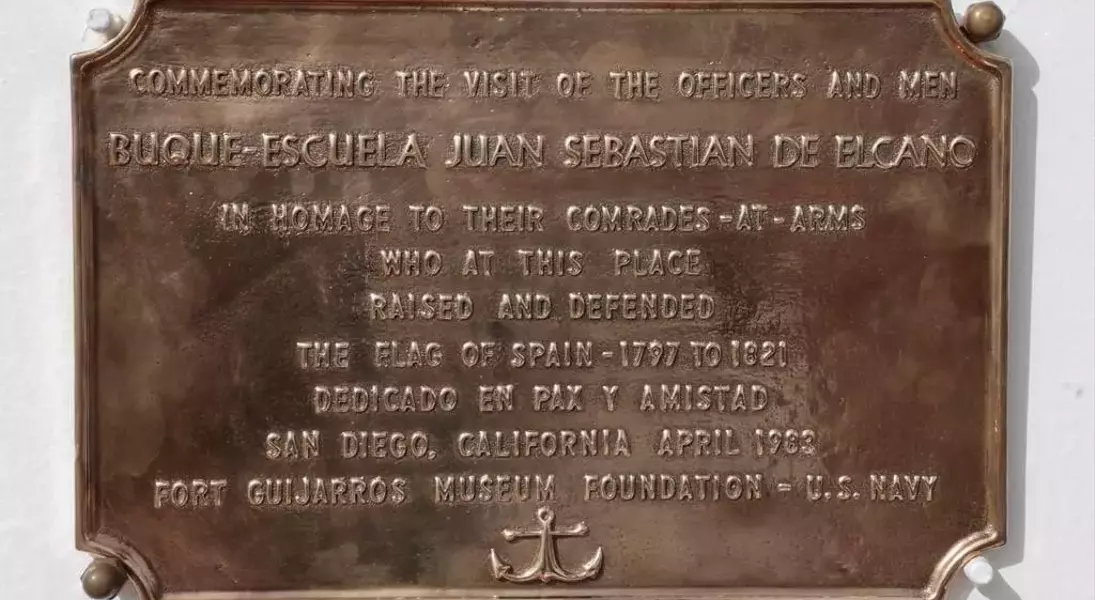 COMMEMORATING THE VISIT OF THE OFFICERS AND MEN
BUQUE-ESCUELA JUAN SEBASTIAN DE ELCANO
IN HOMAGE TO THEIR COMRADES-AT-ARMS
WHO AT THIS PLACE
RAISED AND DEFENDED
THE FLAG OF SPAIN - 1797 TO 1821
DEDICADO EN PAX Y AMISTAD
SAN DIEGO, CALIFORNIA APRIL 1983
FORT GUIJARROS MUSEUM FOUNDATION - U.S. NAVY